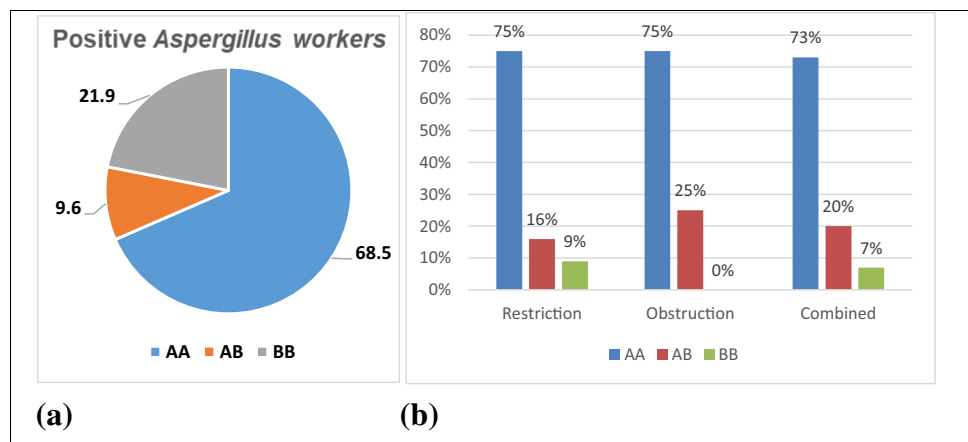 Positive Aspergillus workers
21.9
9.6
68.5
AA AB BB
(a)
80%
70%
60%
50%
40%
30%
20%
10%
0%
75% 75% 73%
16% 25% 20%
9% 0% 7%
Restriction Obstruction Combined
AA AB BB
(b)